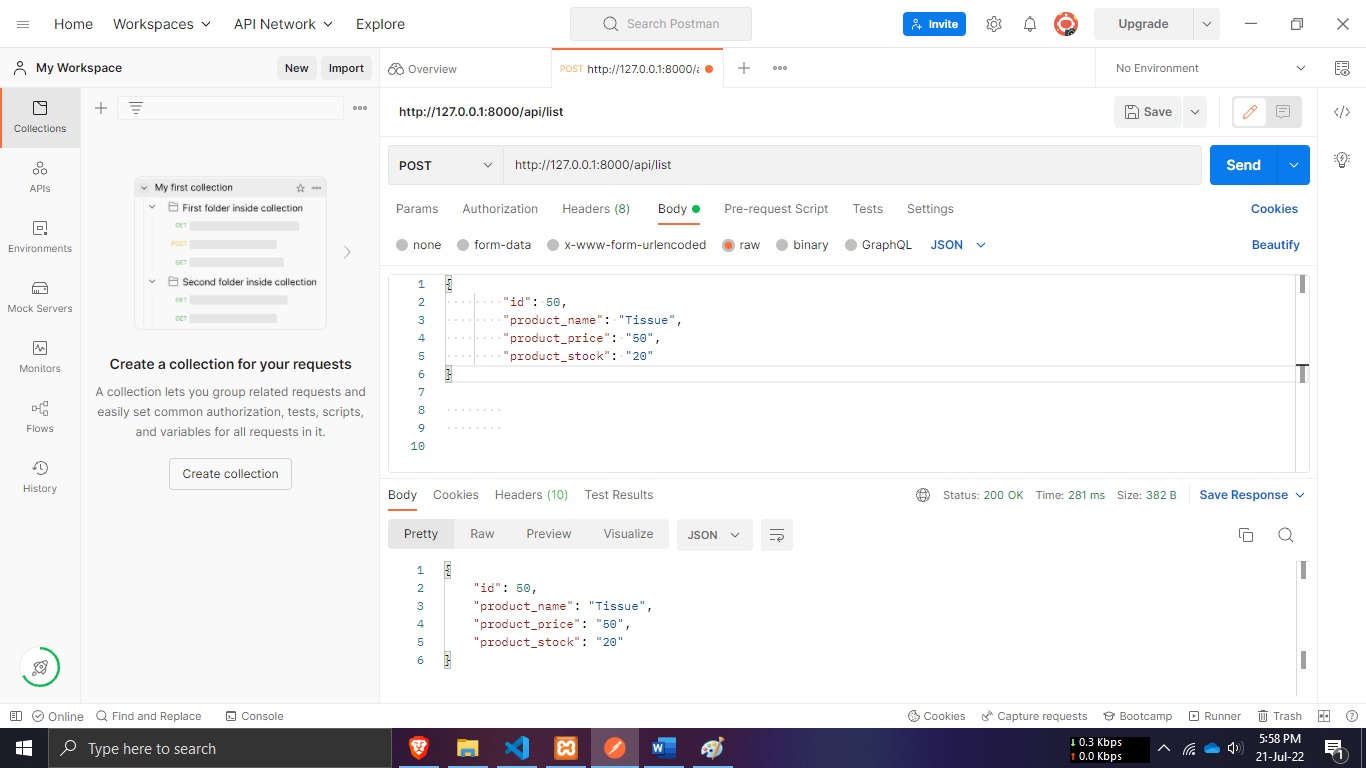 Home Workspaces API Network Explore Search Postman Invite Upgrade
My Workspace New Import Overview POST http://127.0.0.1:8000/a No Environment
Collections
http://127.0.0.1:8000/api/list Save
APIs
Environments
Mock Servers
Monitors
Flows
History
My first collection
First folder inside collection
GET
POST
GET
Second folder inside collection
GET
GET
Create a collection for your requests
A collection lets you group related requests and
easily set common authorization, tests, scripts,
and variables for all requests in it.
Create collection
POST http://127.0.0.1:8000/api/list Send
Params Authorization Headers (8) Body Pre-request Script Tests Settings Cookies
none form-data x-www-form-urlencoded raw binary GraphQL JSON Beautify
1 {
2 "id": 50,
3 "product_name": "Tissue",
4 "product_price": "50",
5 "product_stock": "20"
6 }
7
8
9
10
Body Cookies Headers (10) Test Results Status: 200 OK Time: 281 ms Size: 382 B Save Response
Pretty Raw Preview Visualize JSON
1 {
2 "id": 50,
3 "product_name": "Tissue",
4 "product_price": "50",
5 "product_stock": "20"
6 }
Online Find and Replace Console Cookies Capture requests Bootcamp Runner Trash
Type here to search
0.3 Kbps
0.0 Kbps
5:58 PM
21-Jul-22
1